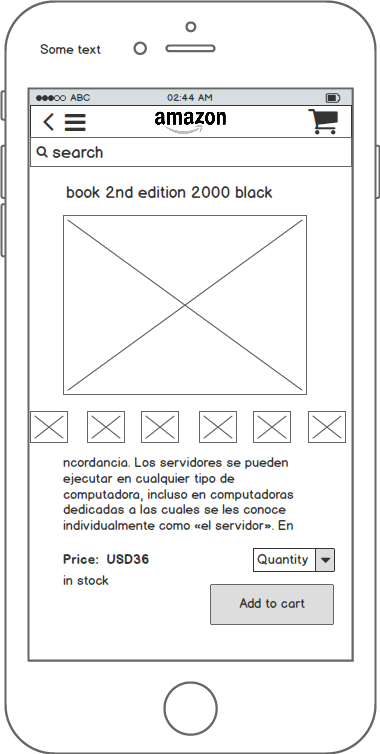 Some text
ABC 02:44 AM
amazon
search
book 2nd edition 2000 black
ncordancia. Los servidores se pueden
ejecutar en cualquier tipo de
computadora, incluso en computadoras
dedicadas a las cuales se les conoce
individualmente como «el servidor». En
Price: USD36
Quantity
in stock
Add to cart